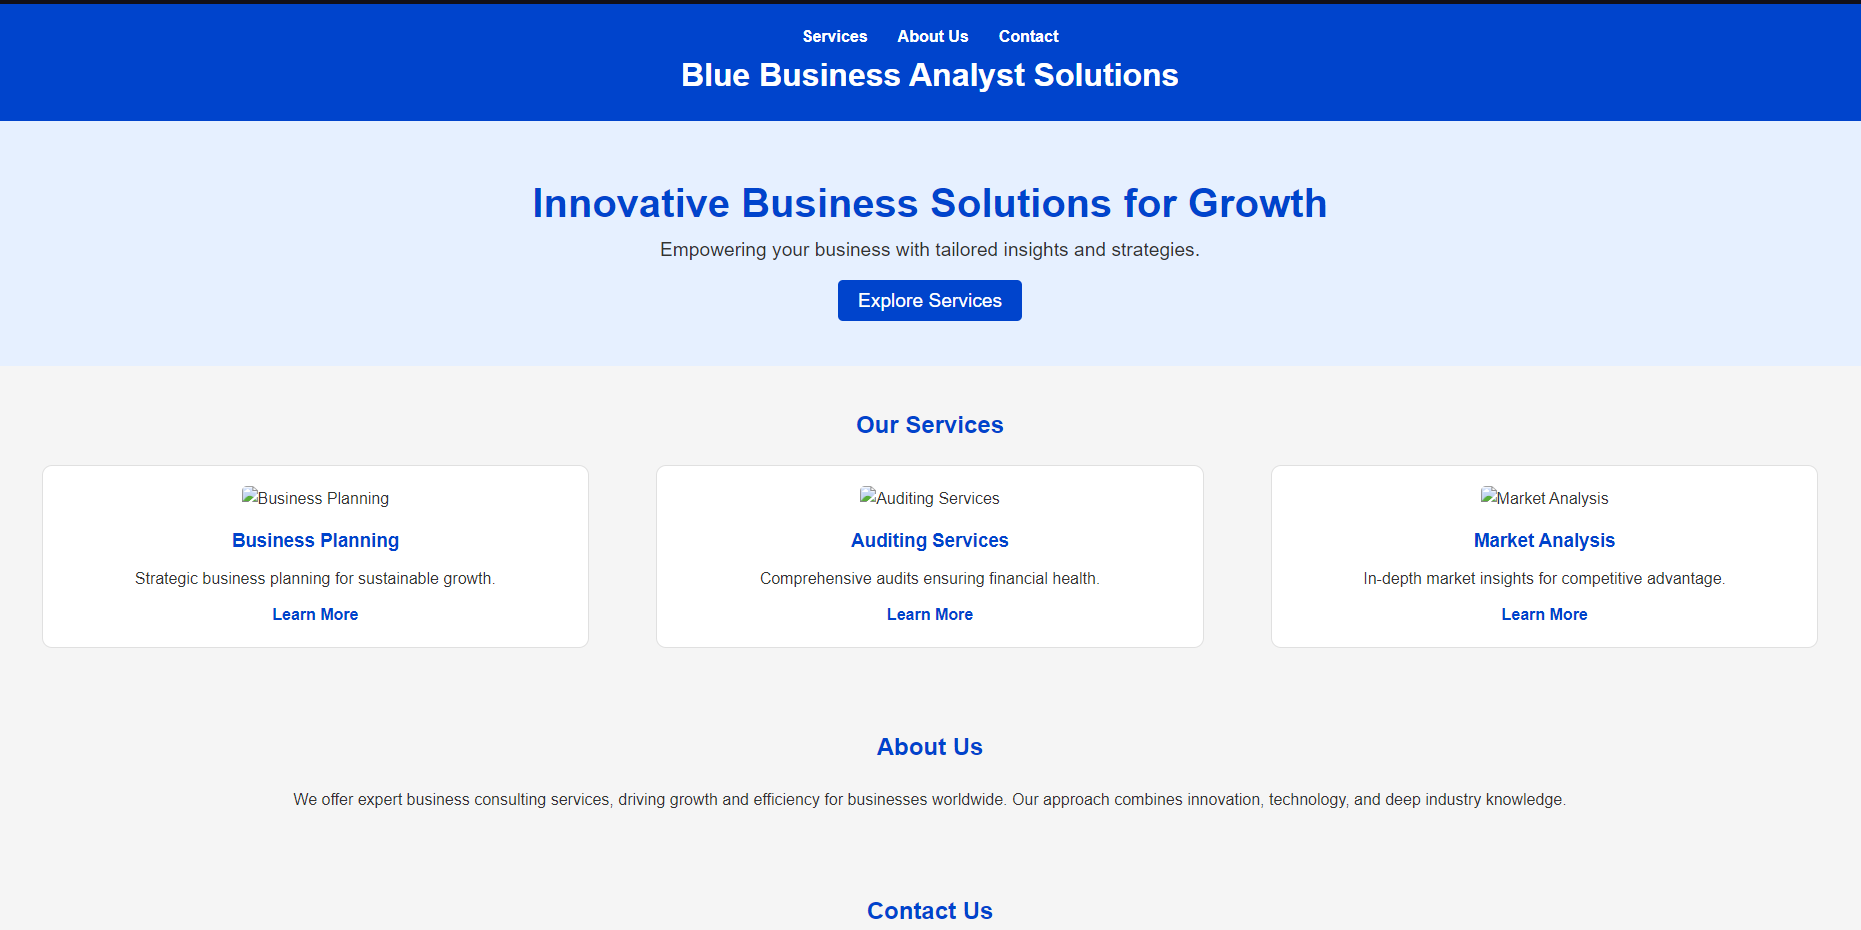 Services About Us Contact
Blue Business Analyst Solutions
Innovative Business Solutions for Growth
Empowering your business with tailored insights and strategies.
Explore Services
Our Services
Business Planning
Business Planning
Strategic business planning for sustainable growth.
Learn More
Auditing Services
Auditing Services
Comprehensive audits ensuring financial health.
Learn More
Market Analysis
Market Analysis
In-depth market insights for competitive advantage.
Learn More
About Us
We offer expert business consulting services, driving growth and efficiency for businesses worldwide. Our approach combines innovation, technology, and deep industry knowledge.
Contact Us